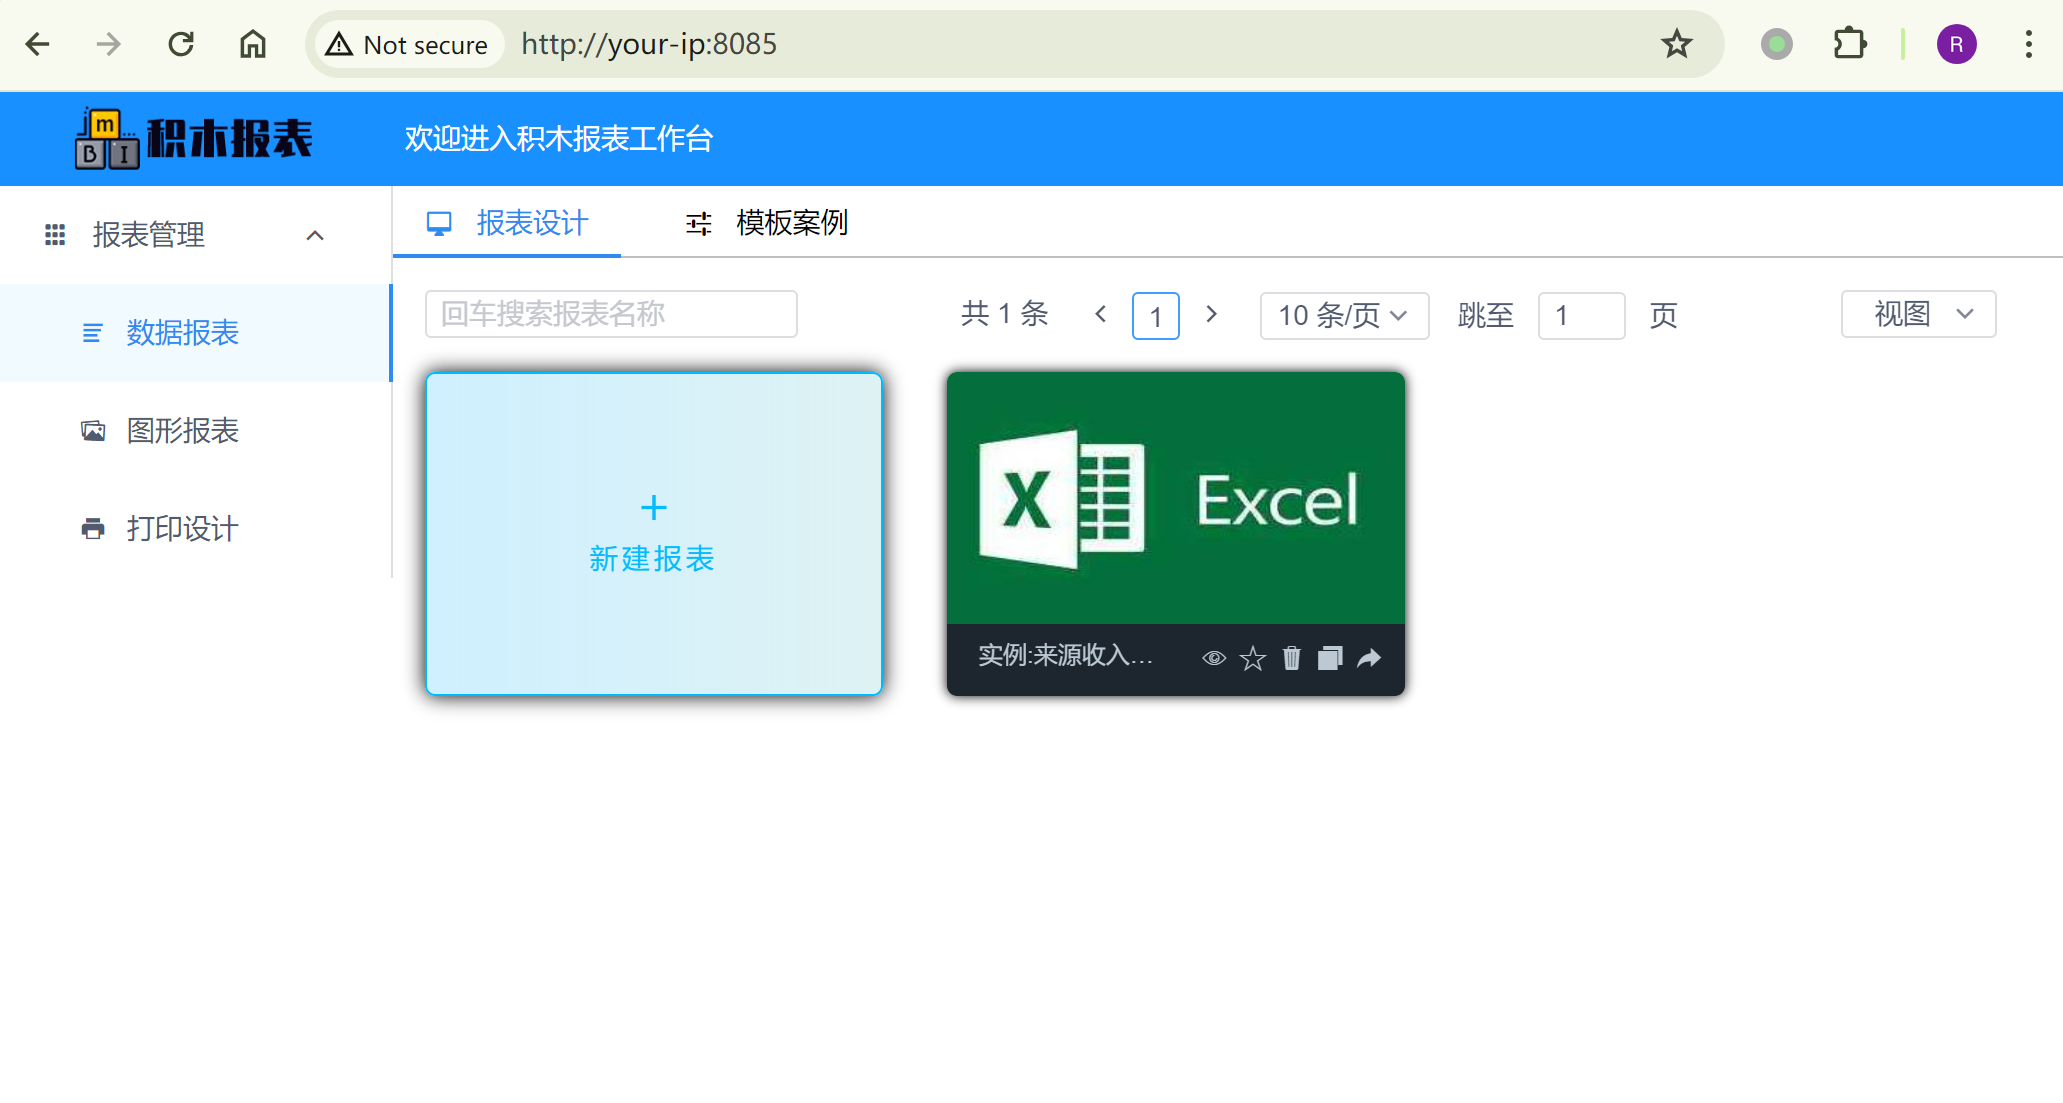 Not secure http://your-ip:8085
R
jm
BI
积木报表
欢迎进入积木报表工作台
报表管理
报表设计 模板案例
回车搜索报表名称 共 1 条 1 10 条/页 跳至 1 页 视图
数据报表
图形报表
打印设计
新建报表
X Excel
实例:来源收入...